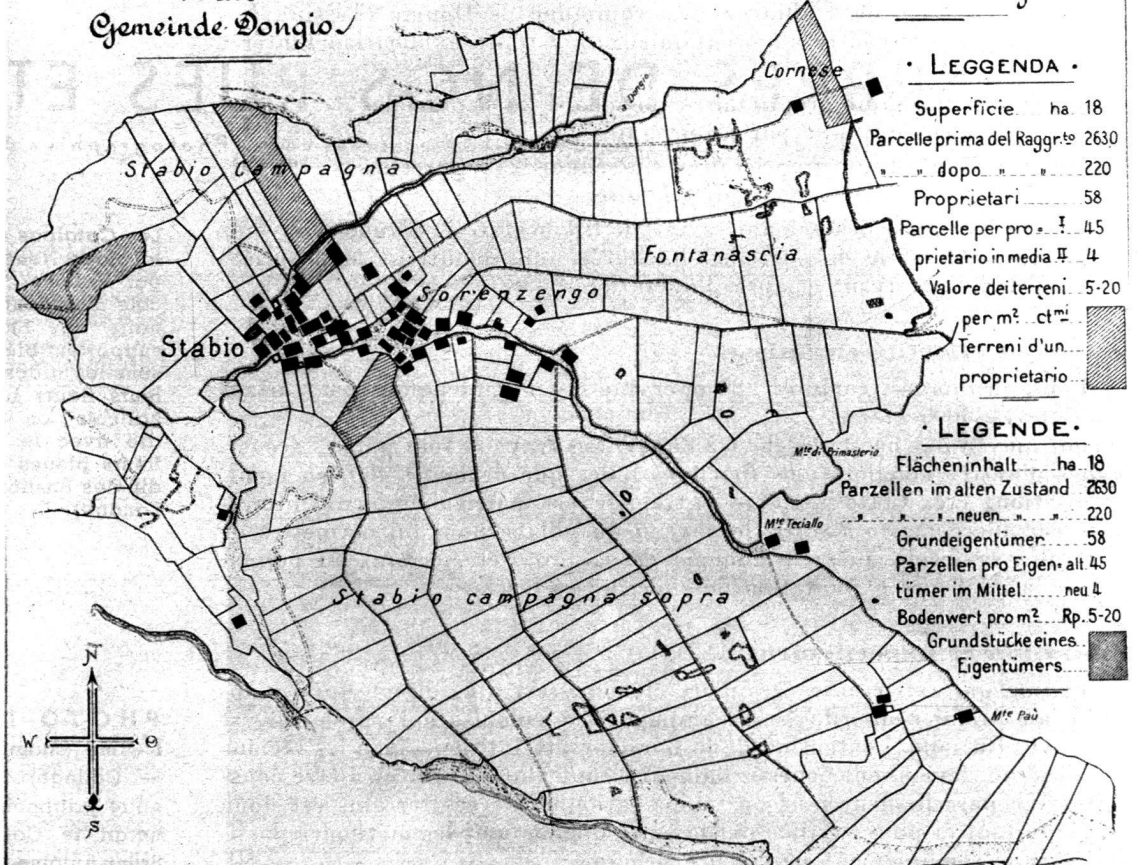 Gemeinde Dongio.
Cornese
Dongio
Stabio Campagna
Fontanascia
Sorenzengo
Stabio
Mte di Primasterio
Mte Teciallo
Stabio campagna sopra
Mte Paù
N
W O
S
· LEGGENDA ·
Superficie ha. 18
Parcelle prima del Raggr.to 2630
" " dopo " " 220
Proprietari 58
Parcelle per pro= I 45
prietario in media II 4
Valore dei terreni 5-20
per m² ct.mi
Terreni d'un
proprietario
· LEGENDE ·
Flächeninhalt ha 18
Parzellen im alten Zustand 2630
" " " neuen " " 220
Grundeigentümer 58
Parzellen pro Eigen= alt. 45
tümer im Mittel neu 4
Bodenwert pro m² Rp. 5-20
Grundstücke eines
Eigentümers